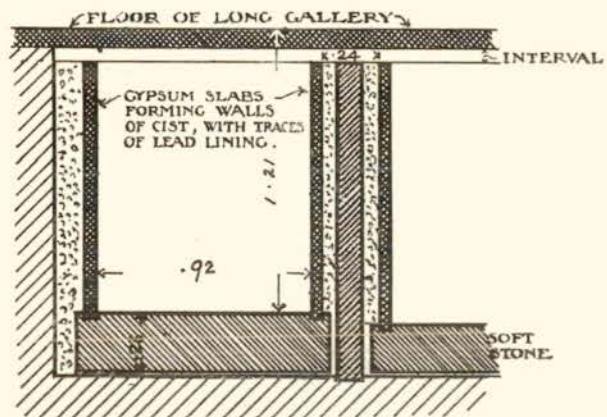 FLOOR OF LONG GALLERY
.24
INTERVAL
GYPSUM SLABS
FORMING WALLS
OF CIST, WITH TRACES
OF LEAD LINING.
1.21
.92
SOFT
STONE